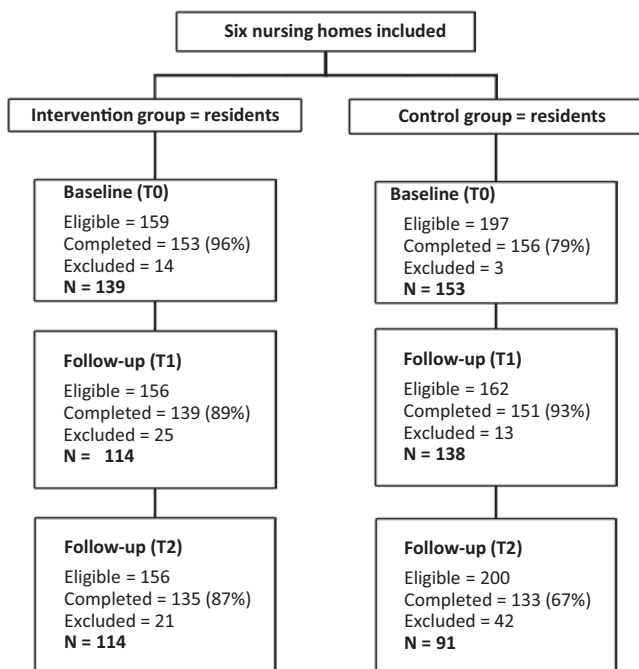 Six nursing homes included
Intervention group = residents
Control group = residents
Baseline (T0)
Eligible = 159
Completed = 153 (96%)
Excluded = 14
N = 139
Baseline (T0)
Eligible = 197
Completed = 156 (79%)
Excluded = 3
N = 153
Follow-up (T1)
Eligible = 156
Completed = 139 (89%)
Excluded = 25
N = 114
Follow-up (T1)
Eligible = 162
Completed = 151 (93%)
Excluded = 13
N = 138
Follow-up (T2)
Eligible = 156
Completed = 135 (87%)
Excluded = 21
N = 114
Follow-up (T2)
Eligible = 200
Completed = 133 (67%)
Excluded = 42
N = 91